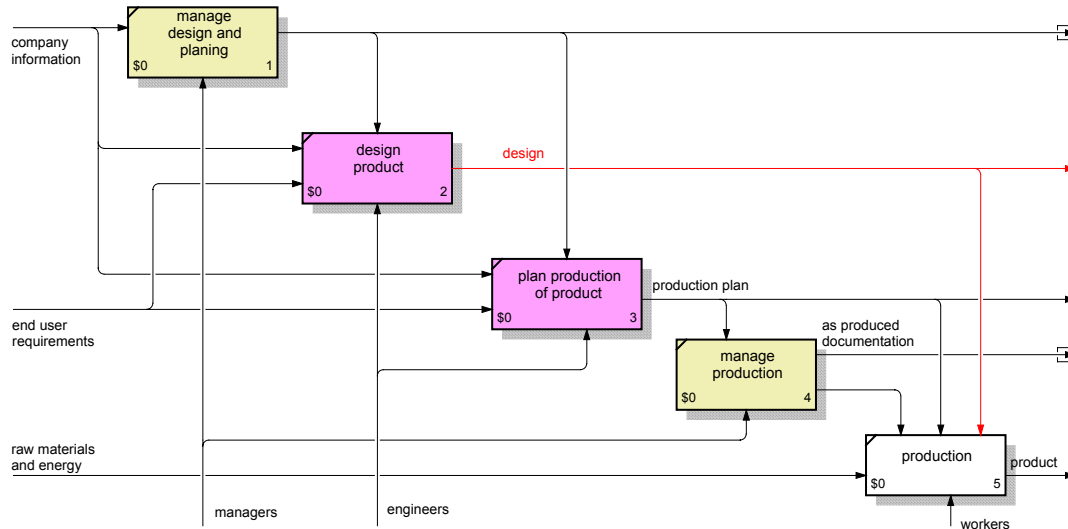 manage
design and
planing
$0
1
company
information
design
product
$0
2
design
plan production
of product
$0
3
production plan
end user
requirements
as produced
documentation
manage
production
$0
4
raw materials
and energy
production
$0
5
product
managers
engineers
workers